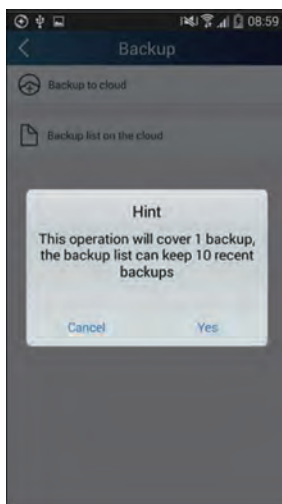 08:59
Backup
Backup to cloud
Backup list on the cloud
Hint
This operation will cover 1 backup,
the backup list can keep 10 recent
backups
Cancel
Yes